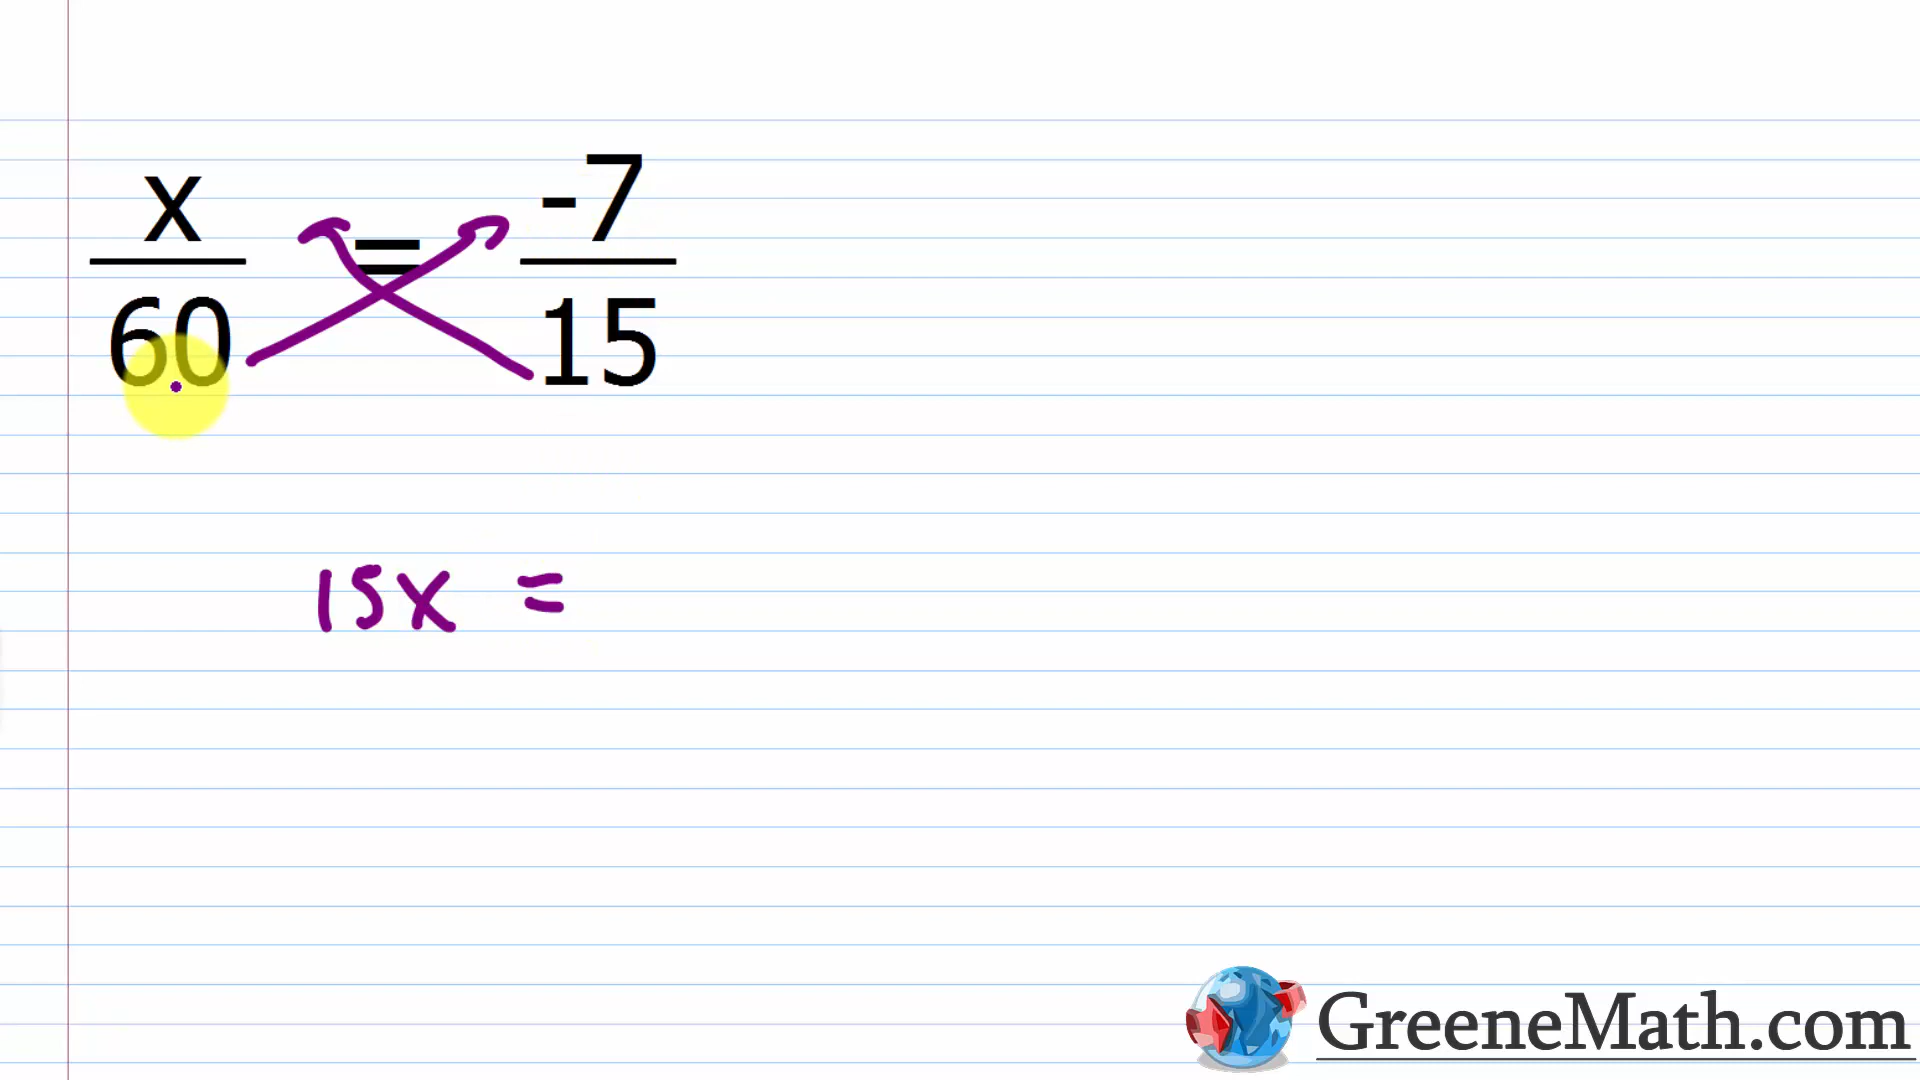 x/60 = -7/15
15x =
GreeneMath.com